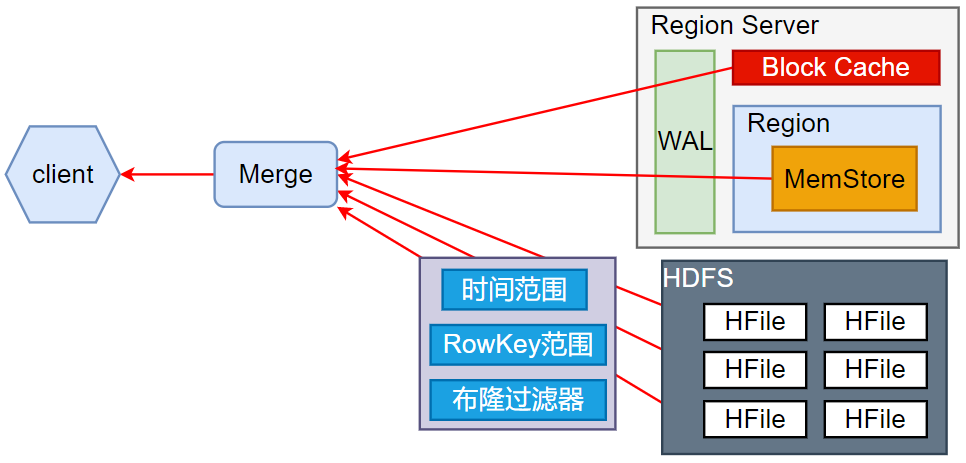 Region Server
Block Cache
WAL
Region
MemStore
client
Merge
时间范围
RowKey范围
布隆过滤器
HDFS
HFile HFile
HFile HFile
HFile HFile